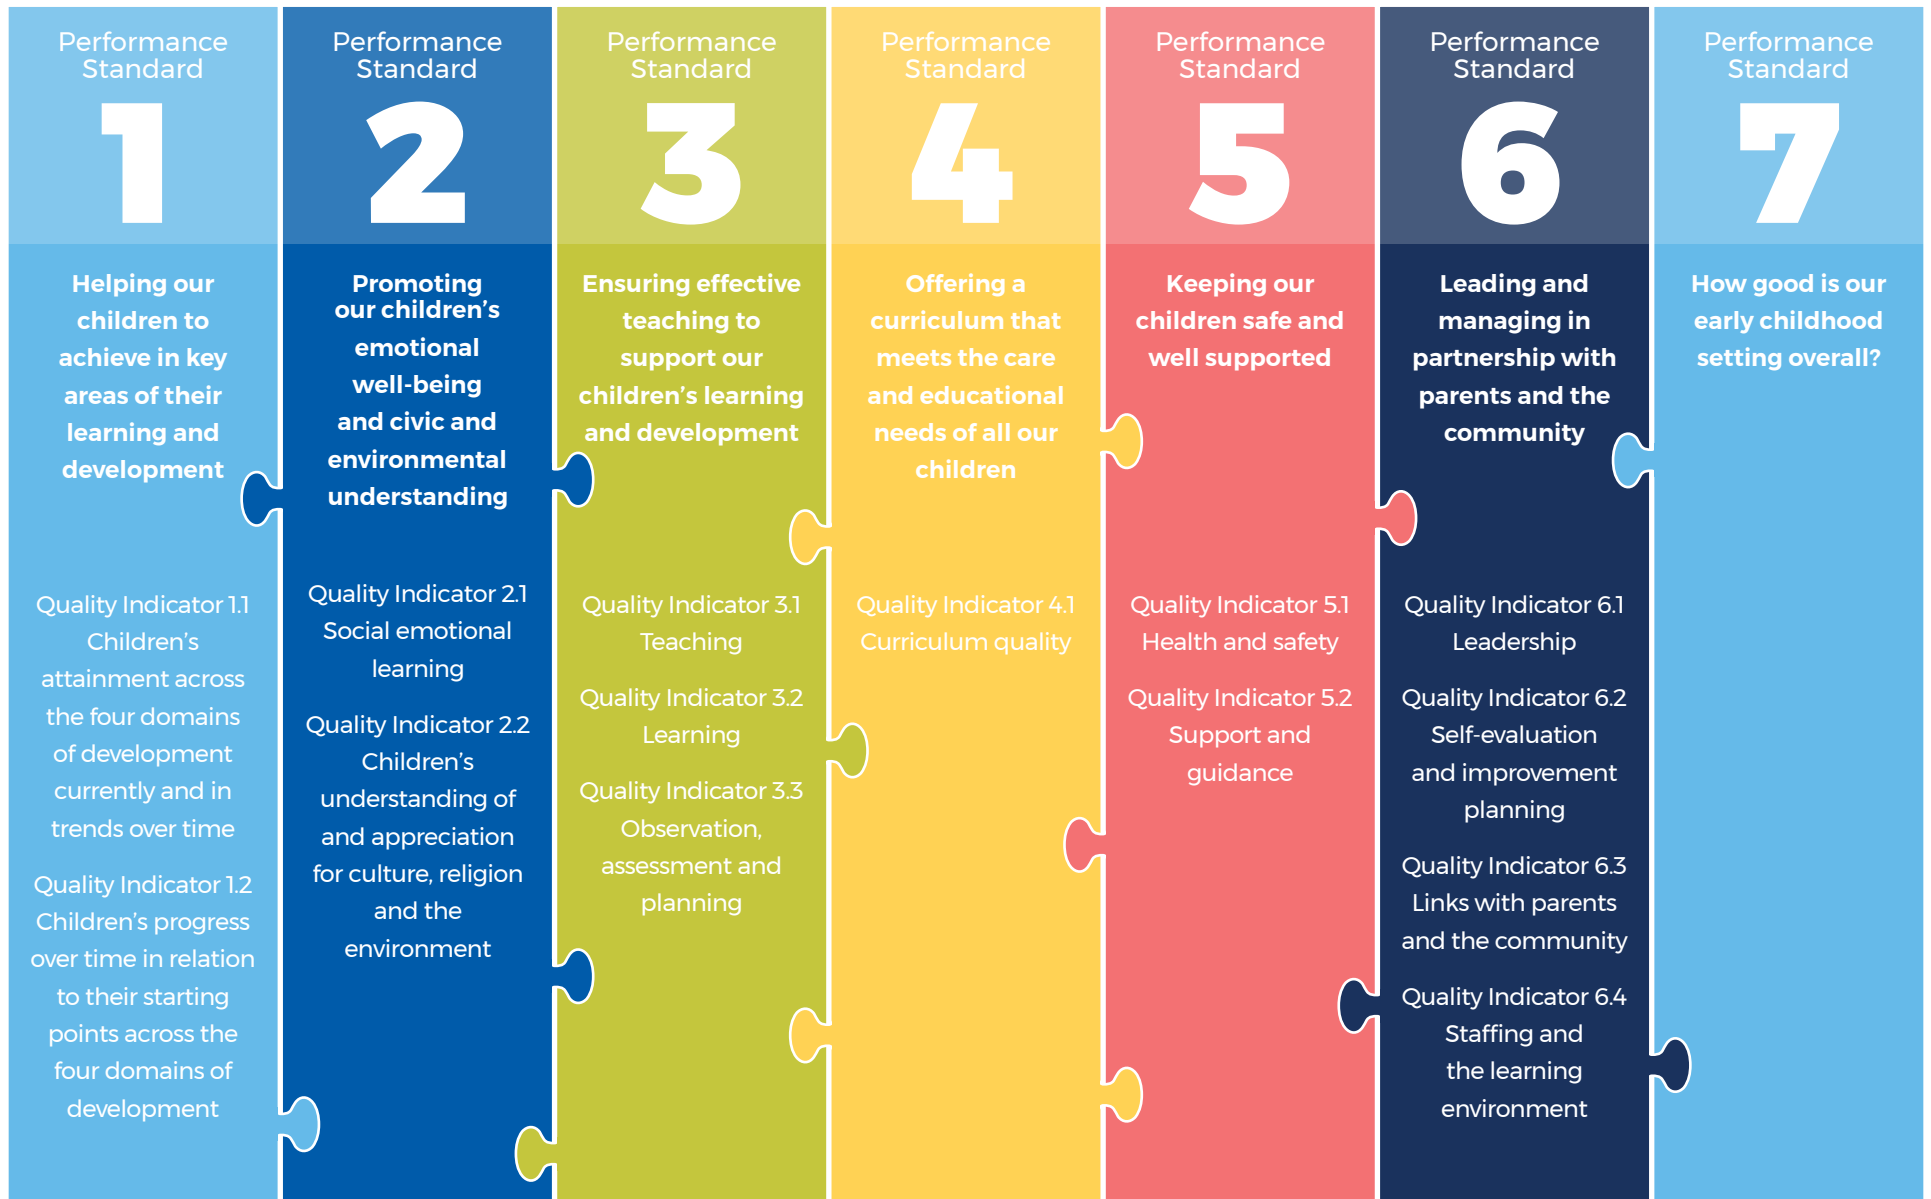 Performance
Standard
1
Helping our
children to
achieve in key
areas of their
learning and
development
Quality Indicator 1.1
Children's
attainment across
the four domains
of development
currently and in
trends over time
Quality Indicator 1.2
Children's progress
over time in relation
to their starting
points across the
four domains of
development
Performance
Standard
2
Promoting
our children's
emotional
well-being
and civic and
environmental
understanding
Quality Indicator 2.1
Social emotional
learning
Quality Indicator 2.2
Children's
understanding of
and appreciation
for culture, religion
and the
environment
Performance
Standard
3
Ensuring effective
teaching to
support our
children's learning
and development
Quality Indicator 3.1
Teaching
Quality Indicator 3.2
Learning
Quality Indicator 3.3
Observation,
assessment and
planning
Performance
Standard
4
Offering a
curriculum that
meets the care
and educational
needs of all our
children
Quality Indicator 4.1
Curriculum quality
Performance
Standard
5
Keeping our
children safe and
well supported
Quality Indicator 5.1
Health and safety
Quality Indicator 5.2
Support and
guidance
Performance
Standard
6
Leading and
managing in
partnership with
parents and the
community
Quality Indicator 6.1
Leadership
Quality Indicator 6.2
Self-evaluation
and improvement
planning
Quality Indicator 6.3
Links with parents
and the community
Quality Indicator 6.4
Staffing and
the learning
environment
Performance
Standard
7
How good is our
early childhood
setting overall?